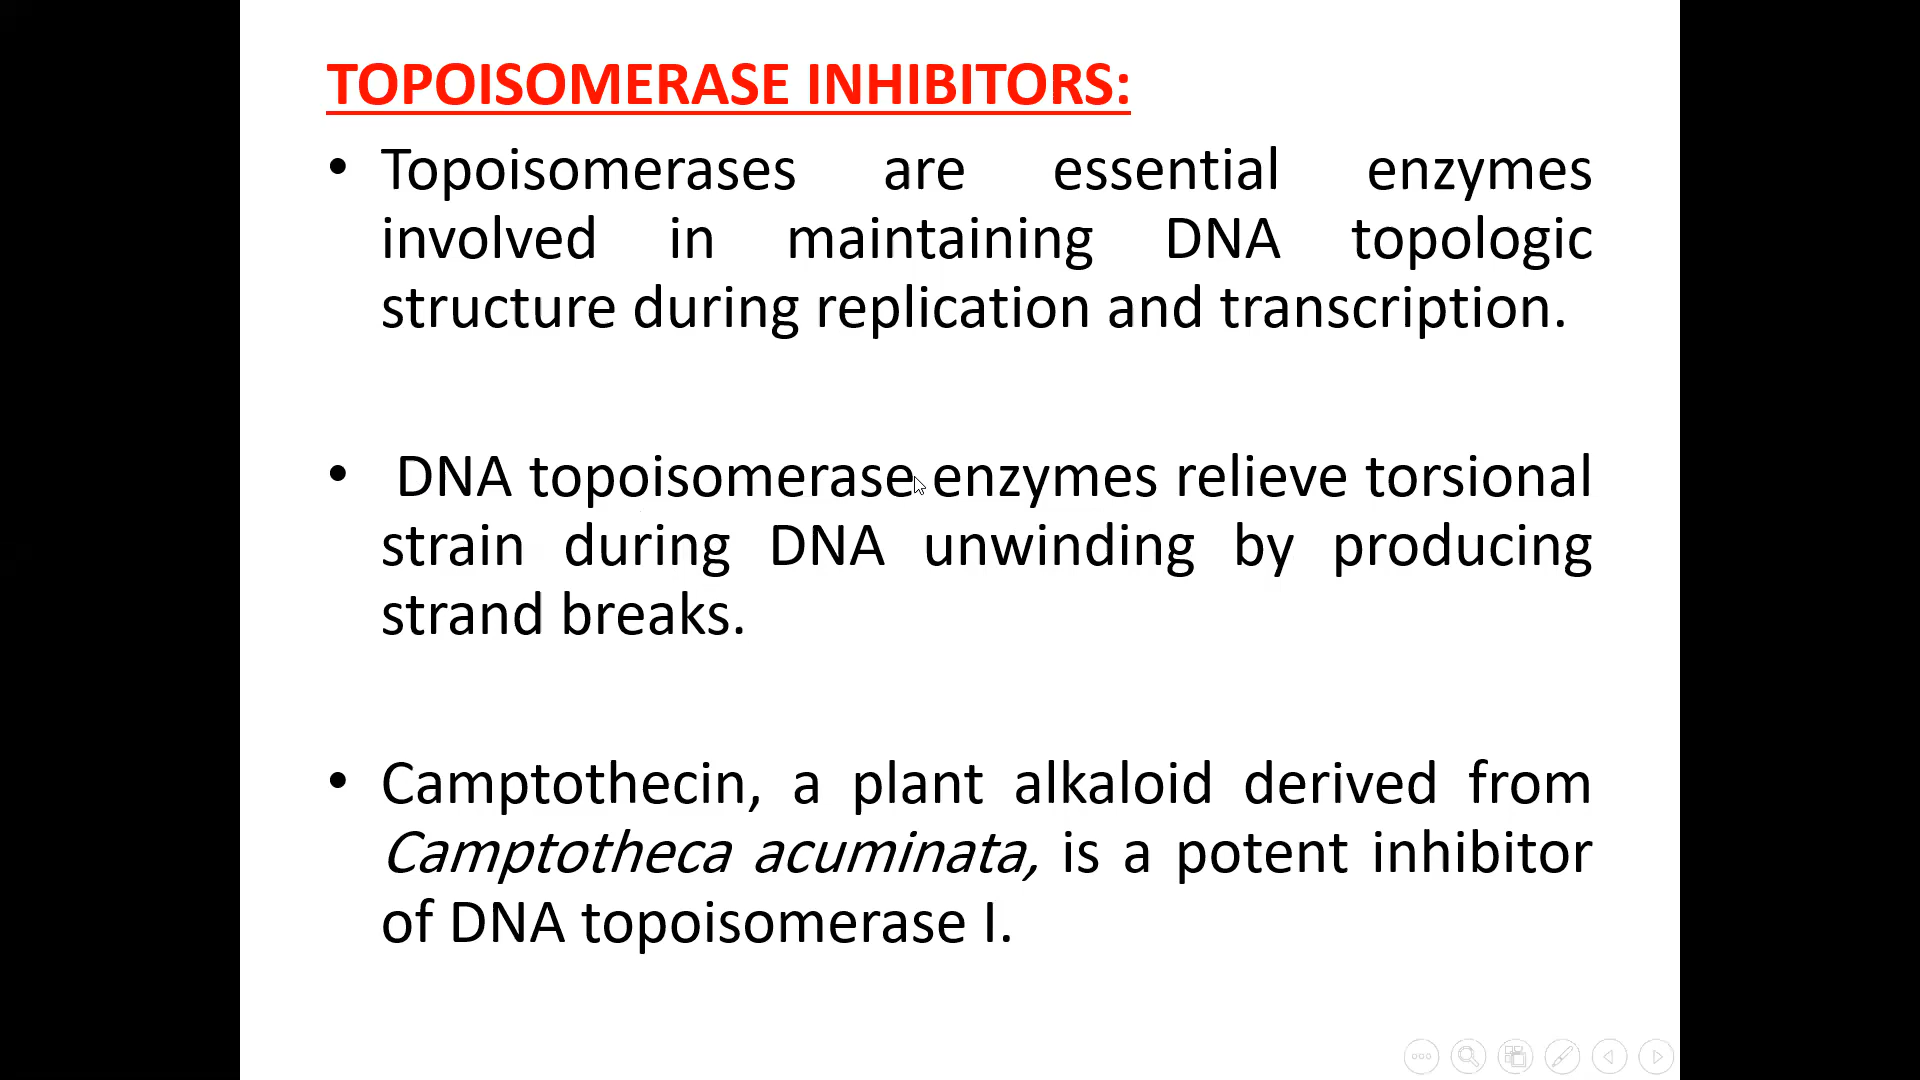 TOPOISOMERASE INHIBITORS:
• Topoisomerases are essential enzymes
involved in maintaining DNA topologic
structure during replication and transcription.
• DNA topoisomerase enzymes relieve torsional
strain during DNA unwinding by producing
strand breaks.
• Camptothecin, a plant alkaloid derived from
Camptotheca acuminata, is a potent inhibitor
of DNA topoisomerase I.